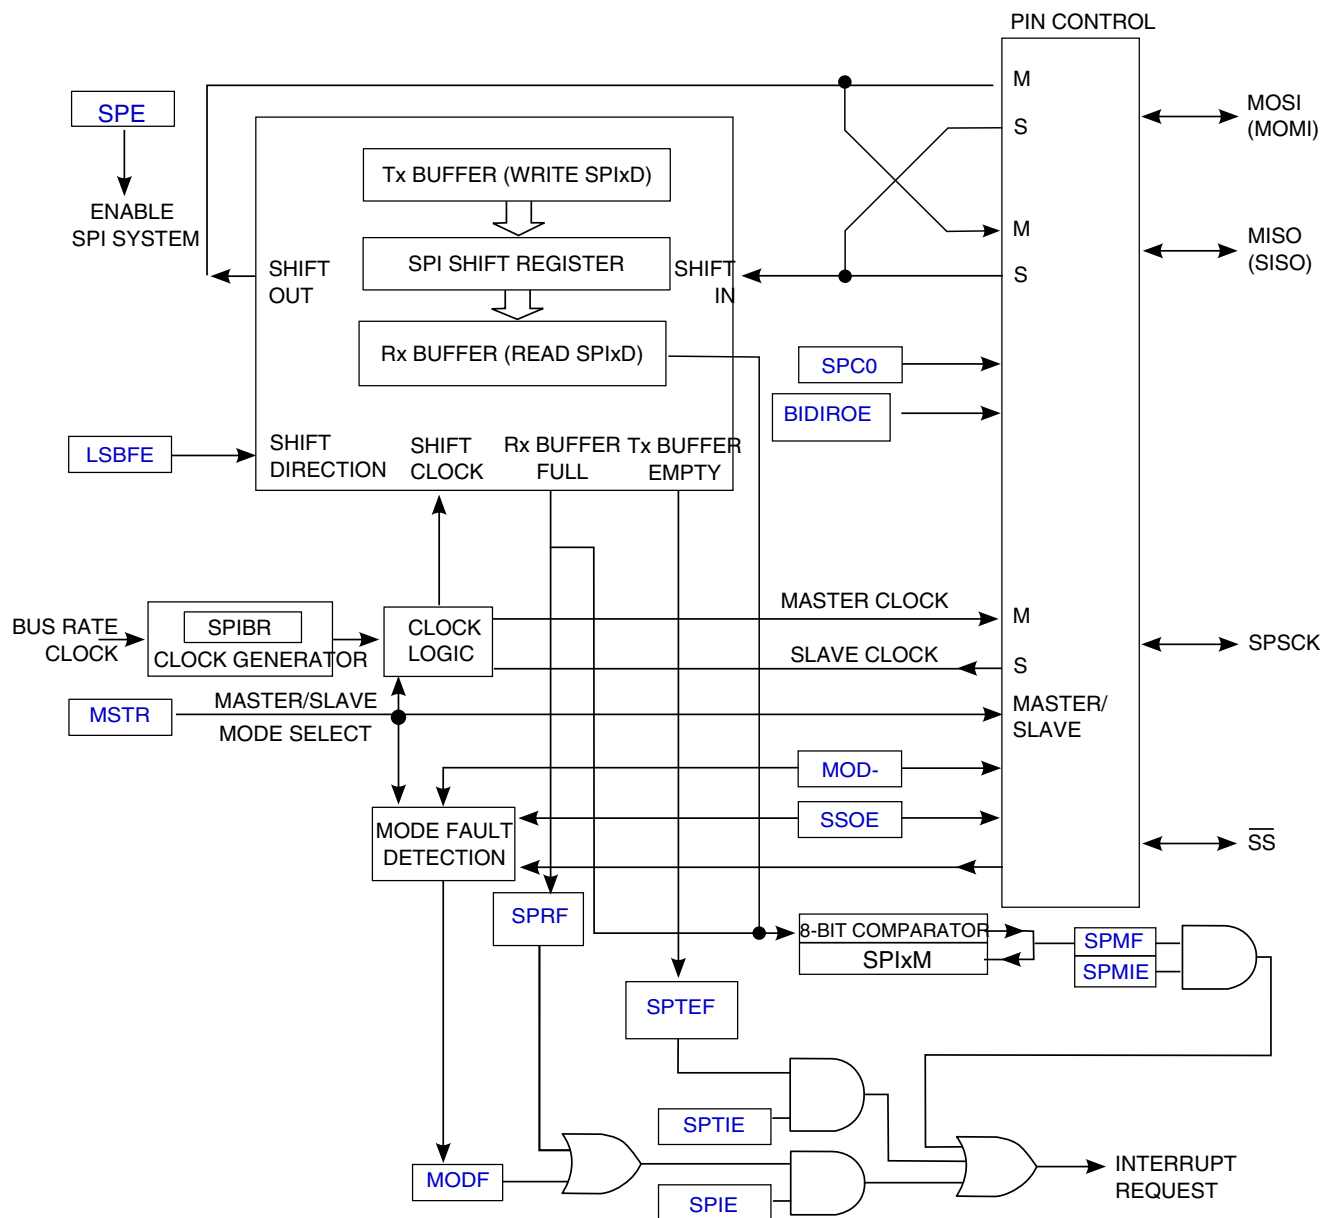 PIN CONTROL
M
MOSI
(MOMI)
SPE
S
Tx BUFFER (WRITE SPIxD)
ENABLE
SPI SYSTEM
M
MISO
(SISO)
SHIFT
OUT
SPI SHIFT REGISTER
SHIFT
IN
S
Rx BUFFER (READ SPIxD)
SPC0
BIDIROE
LSBFE
SHIFT
DIRECTION
SHIFT
CLOCK
Rx BUFFER
FULL
Tx BUFFER
EMPTY
MASTER CLOCK
M
BUS RATE
CLOCK
SPIBR
CLOCK GENERATOR
CLOCK
LOGIC
SLAVE CLOCK
S
SPSCK
MSTR
MASTER/SLAVE
MODE SELECT
MASTER/
SLAVE
MOD-
SSOE
MODE FAULT
DETECTION
SS
SPRF
8-BIT COMPARATOR
SPIxM
SPMF
SPMIE
SPTEF
SPTIE
MODF
SPIE
INTERRUPT
REQUEST